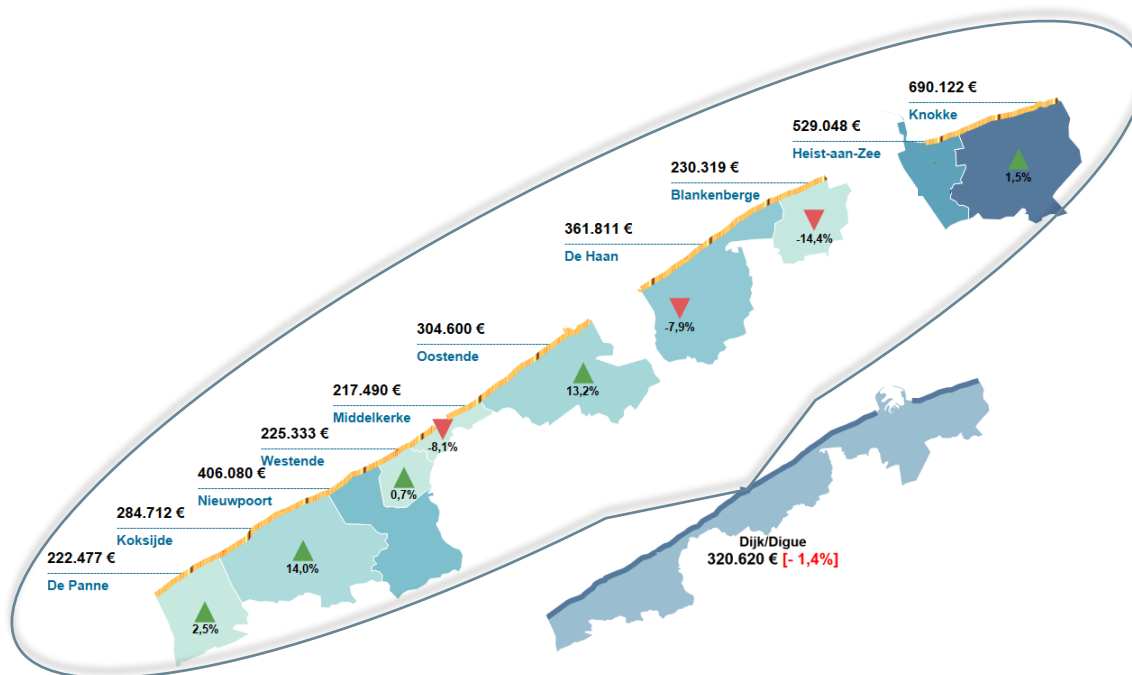 690.122 €
Knokke
529.048 €
Heist-aan-Zee
1,5%
230.319 €
Blankenberge
-14,4%
361.811 €
De Haan
-7,9%
304.600 €
Oostende
13,2%
217.490 €
Middelkerke
-8,1%
225.333 €
Westende
0,7%
406.080 €
Nieuwpoort
284.712 €
Koksijde
14,0%
222.477 €
De Panne
2,5%
Dijk/Digue
320.620 € [- 1,4%]